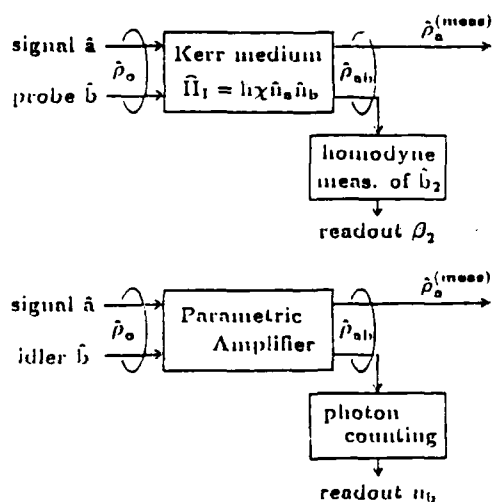 signal â
probe b̂
ρ̂₀
Kerr medium
Ĥ_I = ħχn̂_a n̂_b
ρ̂_ab
ρ̂_a^(meas)
homodyne
meas. of b̂₂
readout β₂
signal â
idler b̂
ρ̂₀
Parametric
Amplifier
ρ̂_ab
ρ̂_a^(meas)
photon
counting
readout n_b